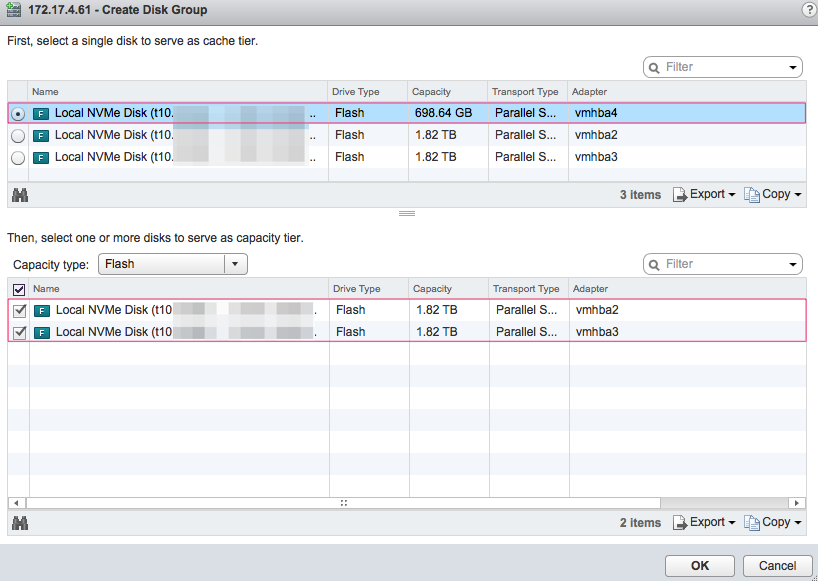 172.17.4.61 - Create Disk Group ?
First, select a single disk to serve as cache tier.
Filter
Name Drive Type Capacity Transport Type Adapter
F Local NVMe Disk (t10. .. Flash 698.64 GB Parallel S... vmhba4
F Local NVMe Disk (t10. .. Flash 1.82 TB Parallel S... vmhba2
F Local NVMe Disk (t10. .. Flash 1.82 TB Parallel S... vmhba3
3 items Export Copy
Then, select one or more disks to serve as capacity tier.
Capacity type: Flash Filter
Name Drive Type Capacity Transport Type Adapter
F Local NVMe Disk (t10 . Flash 1.82 TB Parallel S... vmhba2
F Local NVMe Disk (t10 . Flash 1.82 TB Parallel S... vmhba3
2 items Export Copy
OK Cancel